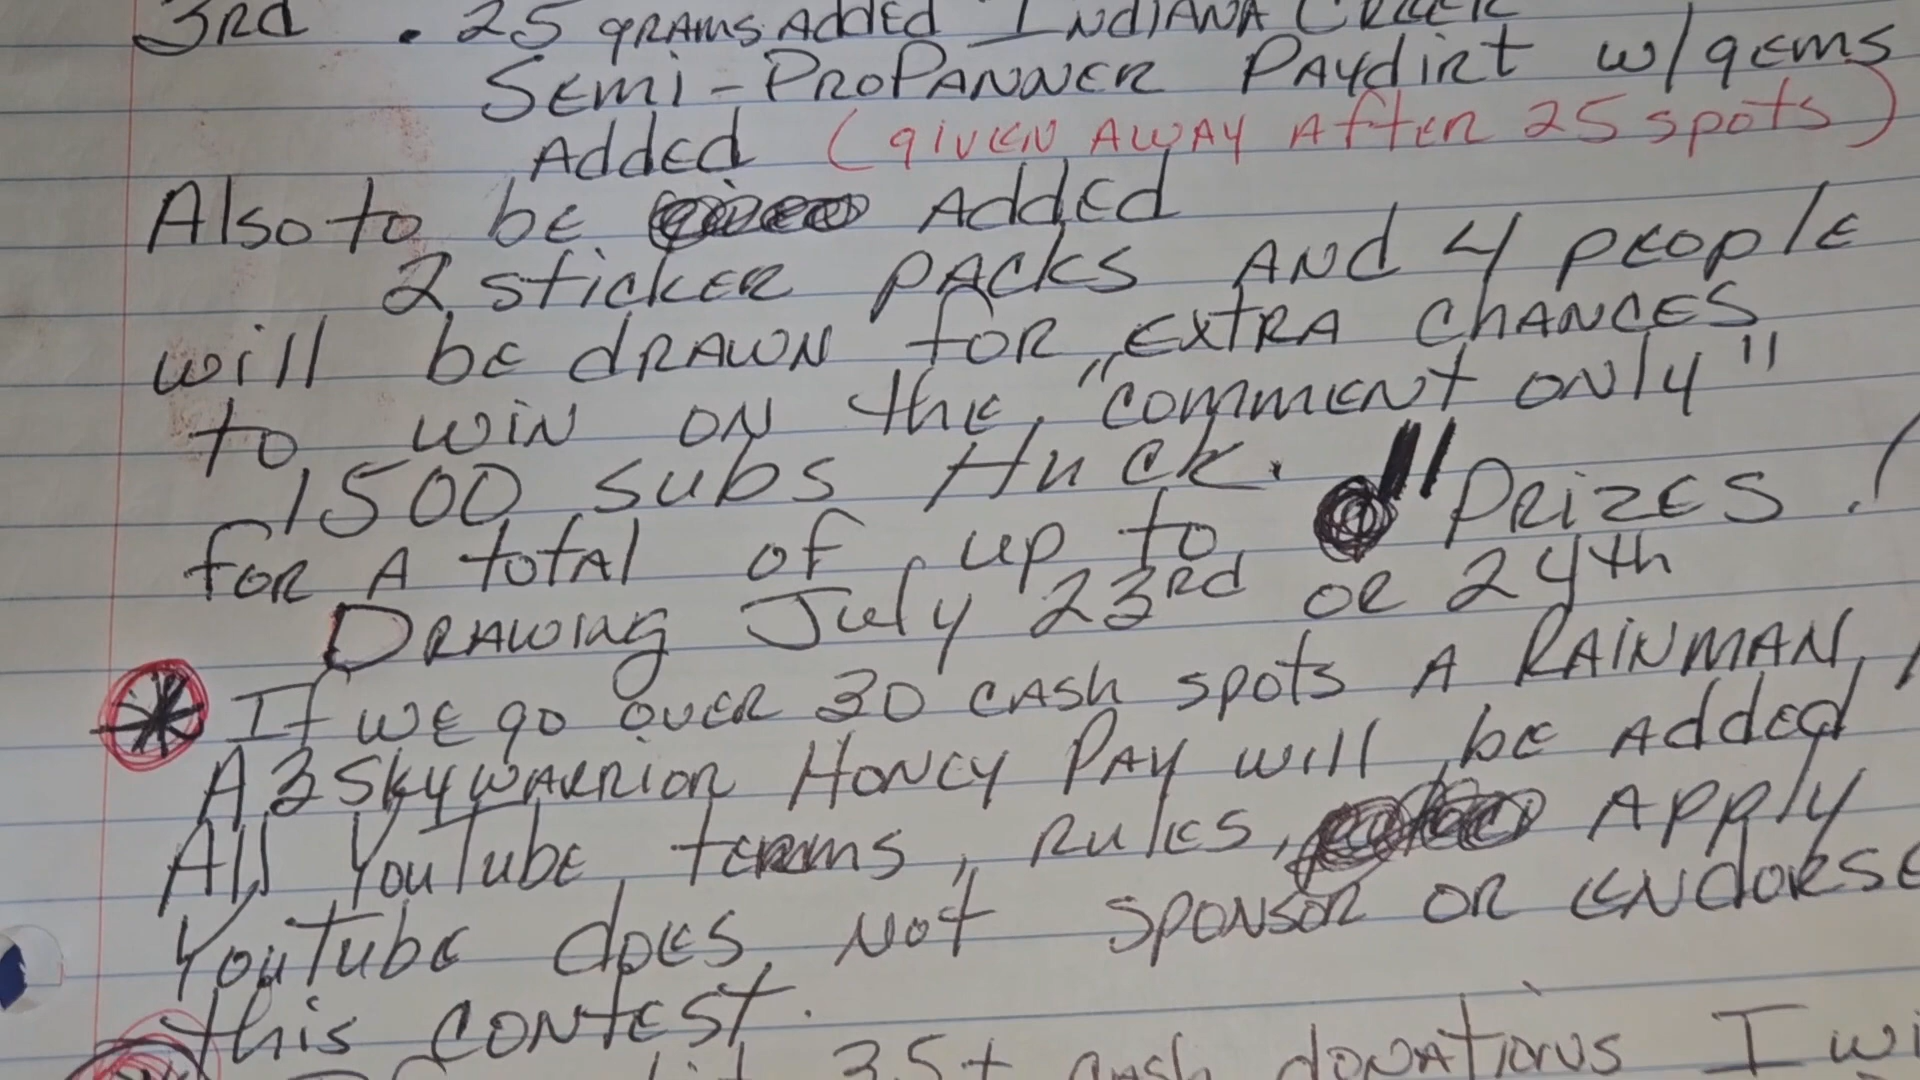 3RD . 25 grams Added Indiana Creek
Semi-ProPanner Paydirt w/gems
Added (given away after 25 spots)
Also to be Added
2 sticker packs and 4 people
will be drawn for "extra chances
to win on the "comment only"
1500 subs Huck.
for a total of up to 11 Prizes!
Drawing July 23rd or 24th
* If we go over 30 cash spots A Rainman,
A 3 Skywarrior Honey Pay will be added
All YouTube terms, rules, Apply
YouTube does not sponsor or endorse
this contest.
35+ cash donations I wi